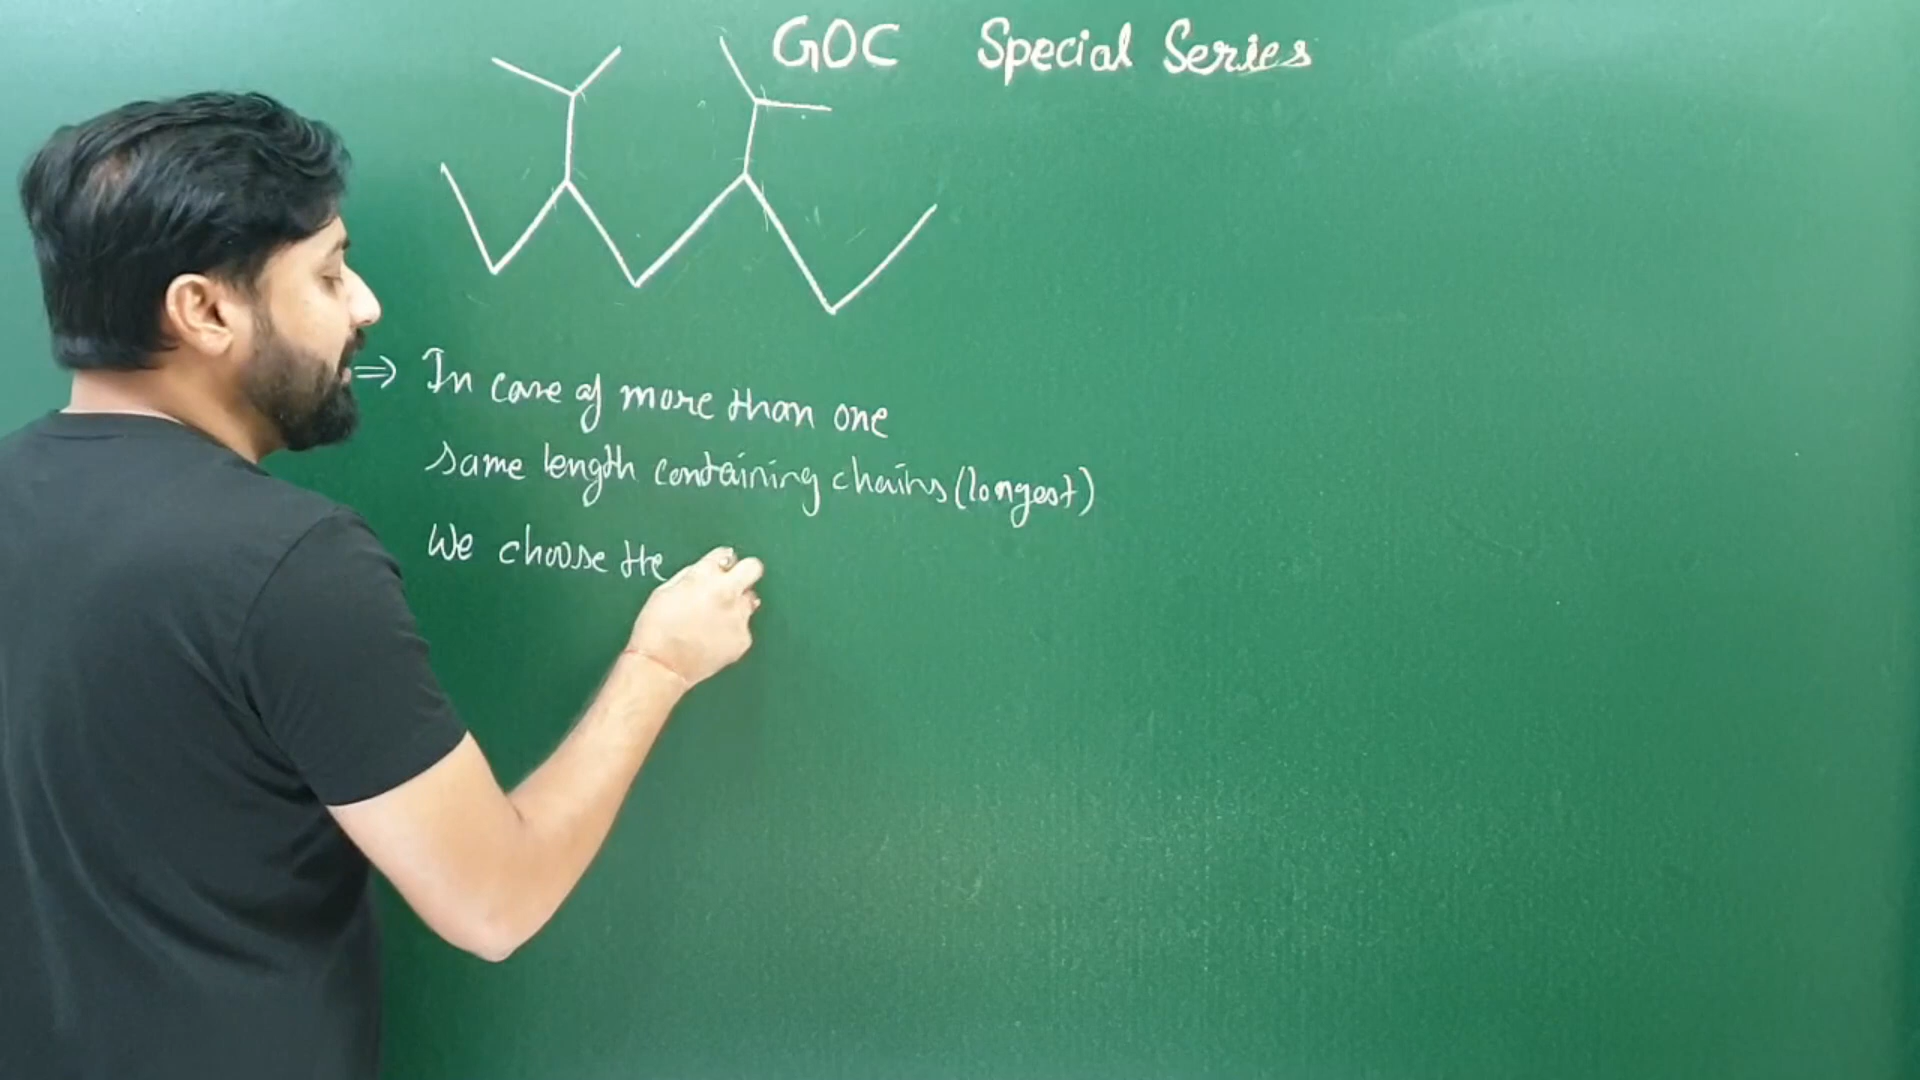 GOC Special Series
⇒ In case of more than one
same length containing chains (longest)
We choose the